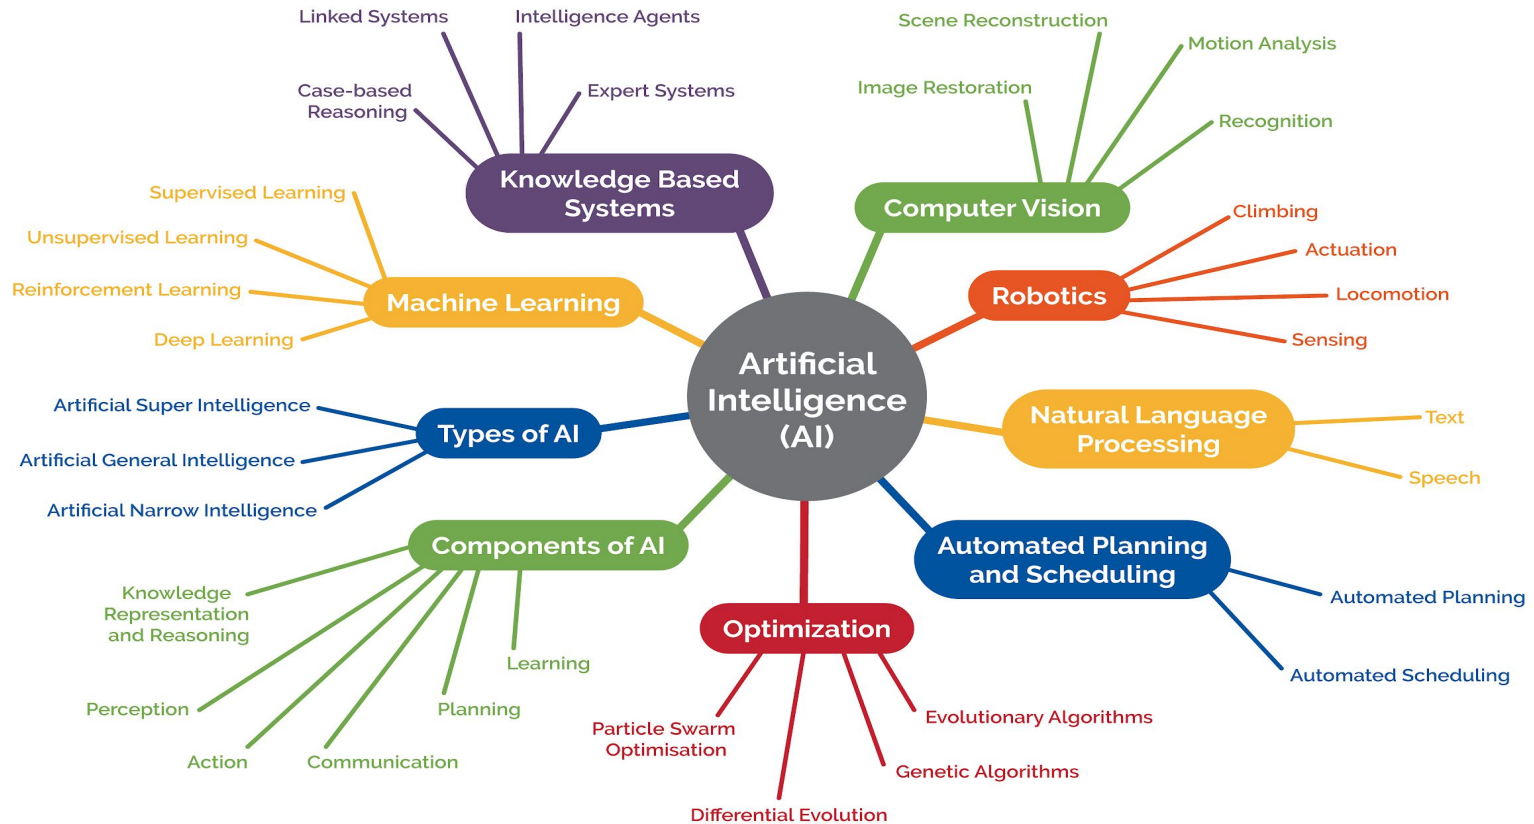 Linked Systems
Intelligence Agents
Case-based
Reasoning
Expert Systems
Knowledge Based
Systems
Scene Reconstruction
Motion Analysis
Image Restoration
Recognition
Computer Vision
Supervised Learning
Unsupervised Learning
Reinforcement Learning
Deep Learning
Machine Learning
Climbing
Actuation
Locomotion
Sensing
Robotics
Artificial
Intelligence
(AI)
Artificial Super Intelligence
Artificial General Intelligence
Artificial Narrow Intelligence
Types of AI
Natural Language
Processing
Text
Speech
Components of AI
Knowledge
Representation
and Reasoning
Perception
Action
Communication
Planning
Learning
Optimization
Particle Swarm
Optimisation
Differential Evolution
Genetic Algorithms
Evolutionary Algorithms
Automated Planning
and Scheduling
Automated Planning
Automated Scheduling